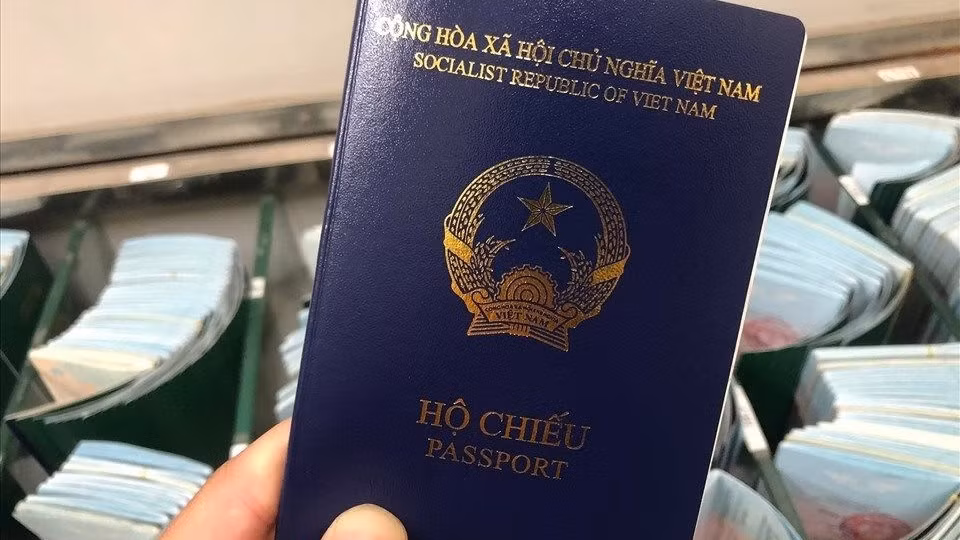 CỘNG HÒA XÃ HỘI CHỦ NGHĨA VIỆT NAM
SOCIALIST REPUBLIC OF VIET NAM
VIỆT NAM
HỘ CHIẾU
PASSPORT